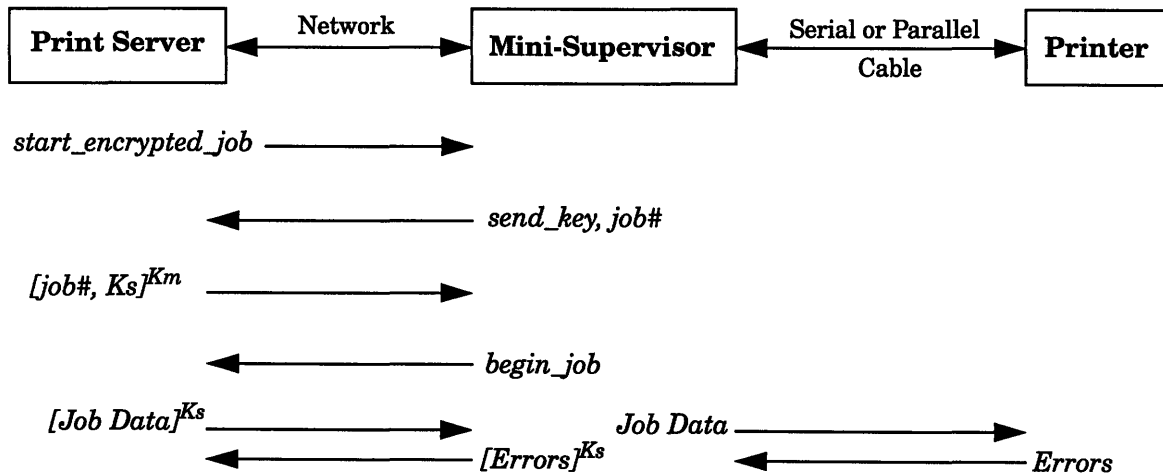 Print Server
Network
Mini-Supervisor
Serial or Parallel
Cable
Printer
start_encrypted_job
send_key, job#
[job#, Ks]^Km
begin_job
[Job Data]^Ks
Job Data
[Errors]^Ks
Errors